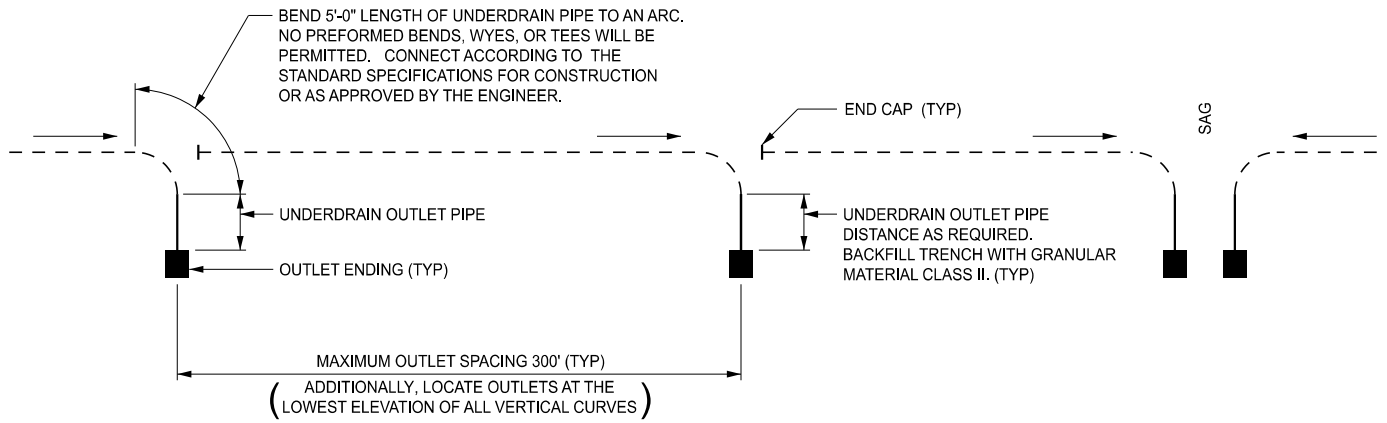 BEND 5'-0" LENGTH OF UNDERDRAIN PIPE TO AN ARC.
NO PREFORMED BENDS, WYES, OR TEES WILL BE
PERMITTED. CONNECT ACCORDING TO THE
STANDARD SPECIFICATIONS FOR CONSTRUCTION
OR AS APPROVED BY THE ENGINEER.
END CAP (TYP)
SAG
UNDERDRAIN OUTLET PIPE
OUTLET ENDING (TYP)
UNDERDRAIN OUTLET PIPE
DISTANCE AS REQUIRED.
BACKFILL TRENCH WITH GRANULAR
MATERIAL CLASS II. (TYP)
MAXIMUM OUTLET SPACING 300' (TYP)
(ADDITIONALLY, LOCATE OUTLETS AT THE
LOWEST ELEVATION OF ALL VERTICAL CURVES)